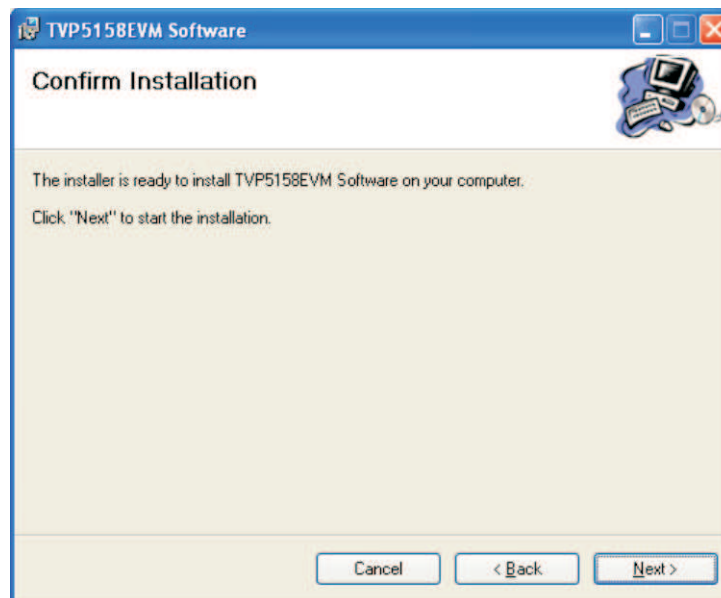 TVP5158EVM Software
Confirm Installation
The installer is ready to install TVP5158EVM Software on your computer.
Click "Next" to start the installation.
Cancel
< Back
Next >